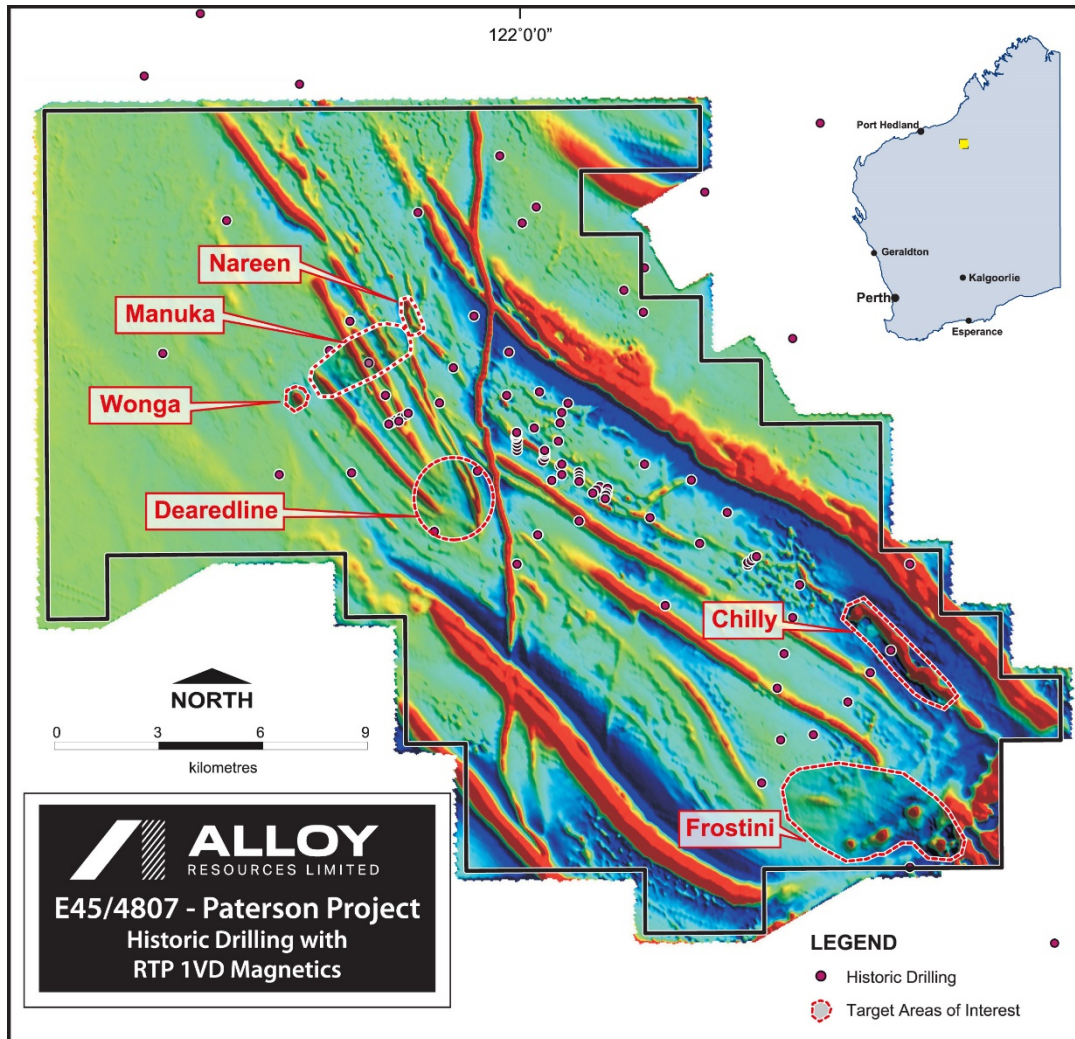 122°0'0"
Port Hedland
Geraldton
Kalgoorlie
Perth
Esperance
Nareen
Manuka
Wonga
Dearedline
Chilly
Frostini
NORTH
0 3 6 9
kilometres
ALLOY
RESOURCES LIMITED
E45/4807 - Paterson Project
Historic Drilling with
RTP 1VD Magnetics
LEGEND
Historic Drilling
Target Areas of Interest